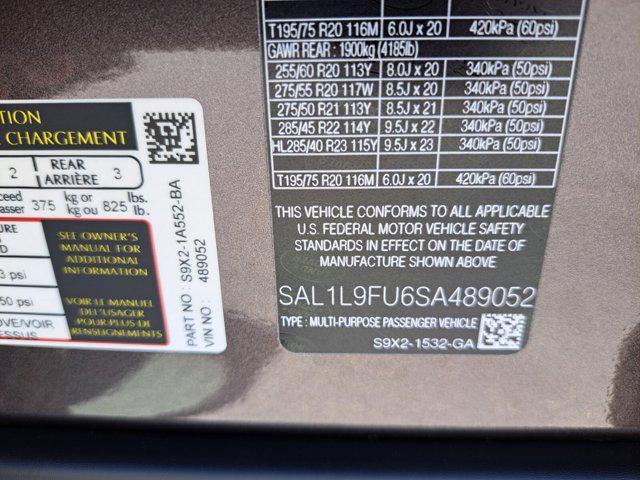 T195/75 R20 116M 6.0J x 20 420kPa (60psi)
GAWR REAR : 1900kg (4185lb)
255/60 R20 113Y 8.0J x 20 340kPa (50psi)
275/55 R20 117W 8.5J x 20 340kPa (50psi)
275/50 R21 113Y 8.5J x 21 340kPa (50psi)
285/45 R22 114Y 9.5J x 22 340kPa (50psi)
HL285/40 R23 115Y 9.5J x 23 340kPa (50psi)
T195/75 R20 116M 6.0J x 20 420kPa (60psi)
THIS VEHICLE CONFORMS TO ALL APPLICABLE
U.S. FEDERAL MOTOR VEHICLE SAFETY
STANDARDS IN EFFECT ON THE DATE OF
MANUFACTURE SHOWN ABOVE
SAL1L9FU6SA489052
TYPE : MULTI-PURPOSE PASSENGER VEHICLE
S9X2-1532-GA
CHARGEMENT
2 REAR 3
ARRIÈRE
375 kg or 825 lbs.
kg ou lb.
SEE OWNER'S
MANUAL FOR
ADDITIONAL
INFORMATION
psi
50 psi
VOIR LE MANUAL
DEL'USAGER
POUR PLUS DE
RENSEIGNEMENTS
PART NO : S9X2-1A552-BA
VIN NO : 489052